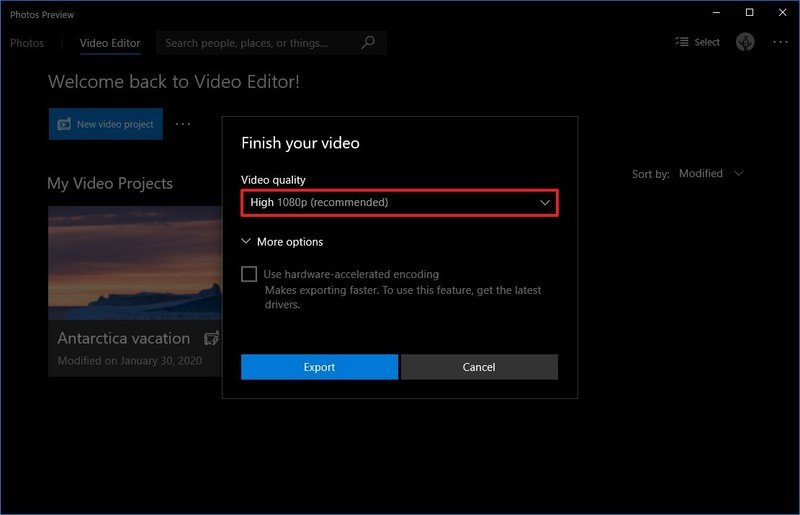 Photos Preview
Photos
Video Editor
Search people, places, or things...
Select
Welcome back to Video Editor!
New video project
My Video Projects
Sort by: Modified
Antarctica vacation
Modified on January 30, 2020
Finish your video
Video quality
High 1080p (recommended)
More options
Use hardware-accelerated encoding
Makes exporting faster. To use this feature, get the latest
drivers.
Export
Cancel